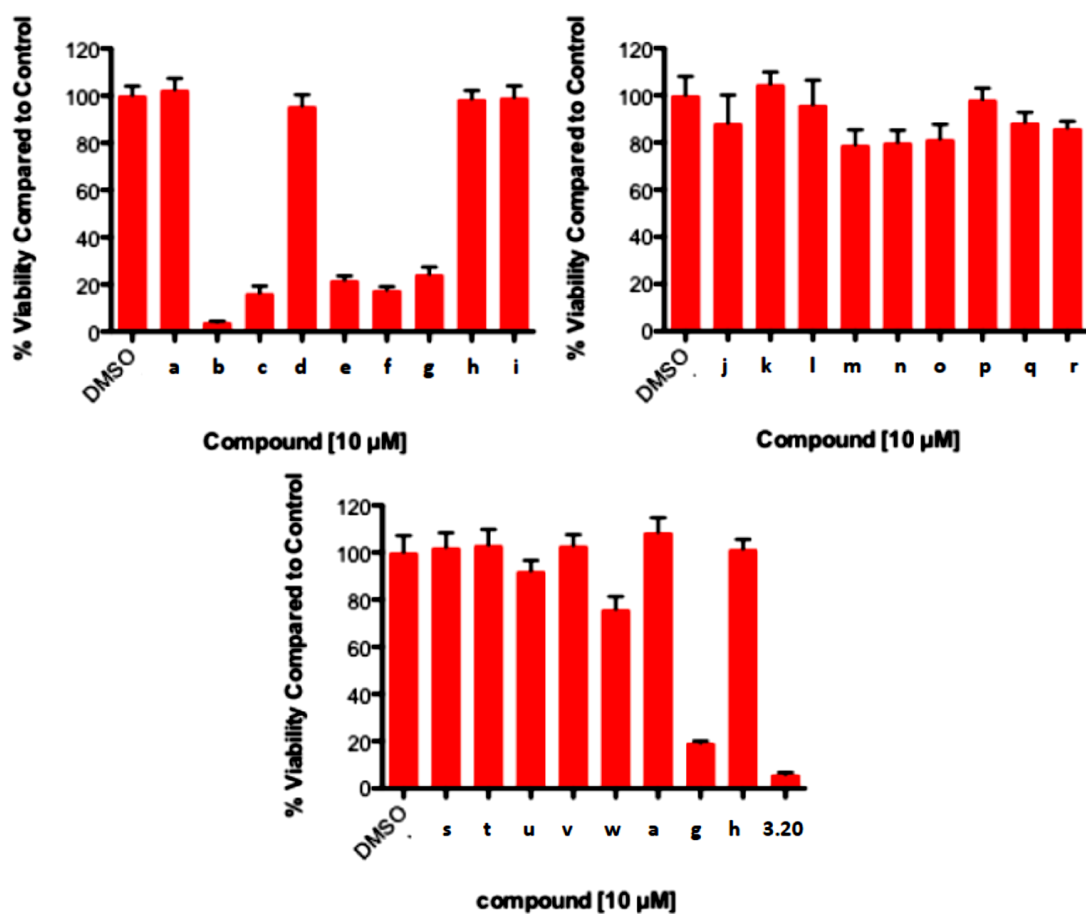 % Viability Compared to Control
120
100
80
60
40
20
0
DMSO a b c d e f g h i
Compound [10 µM]
% Viability Compared to Control
120
100
80
60
40
20
0
DMSO j k l m n o p q r
Compound [10 µM]
% Viability Compared to Control
120
100
80
60
40
20
0
DMSO s t u v w a g h 3.20
compound [10 µM]